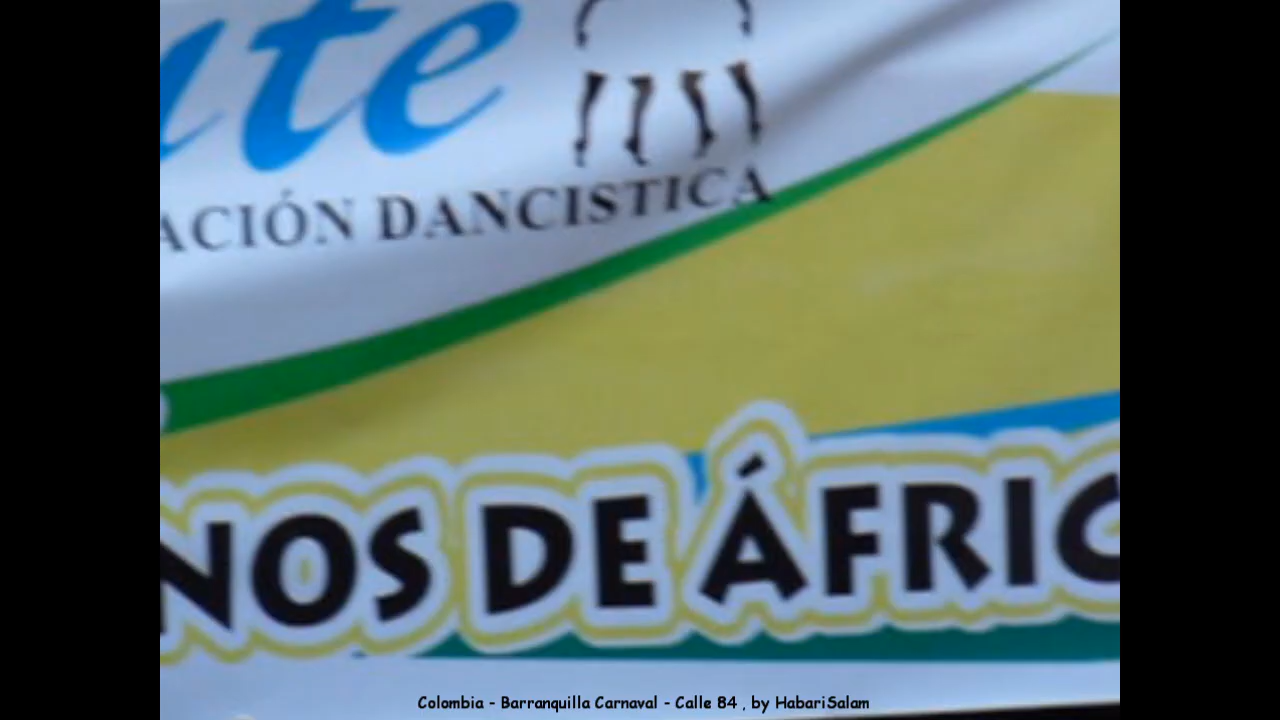 ute
ACIÓN DANCISTICA
NOS DE ÁFRIC
Colombia - Barranquilla Carnaval - Calle 84 , by HabariSalam